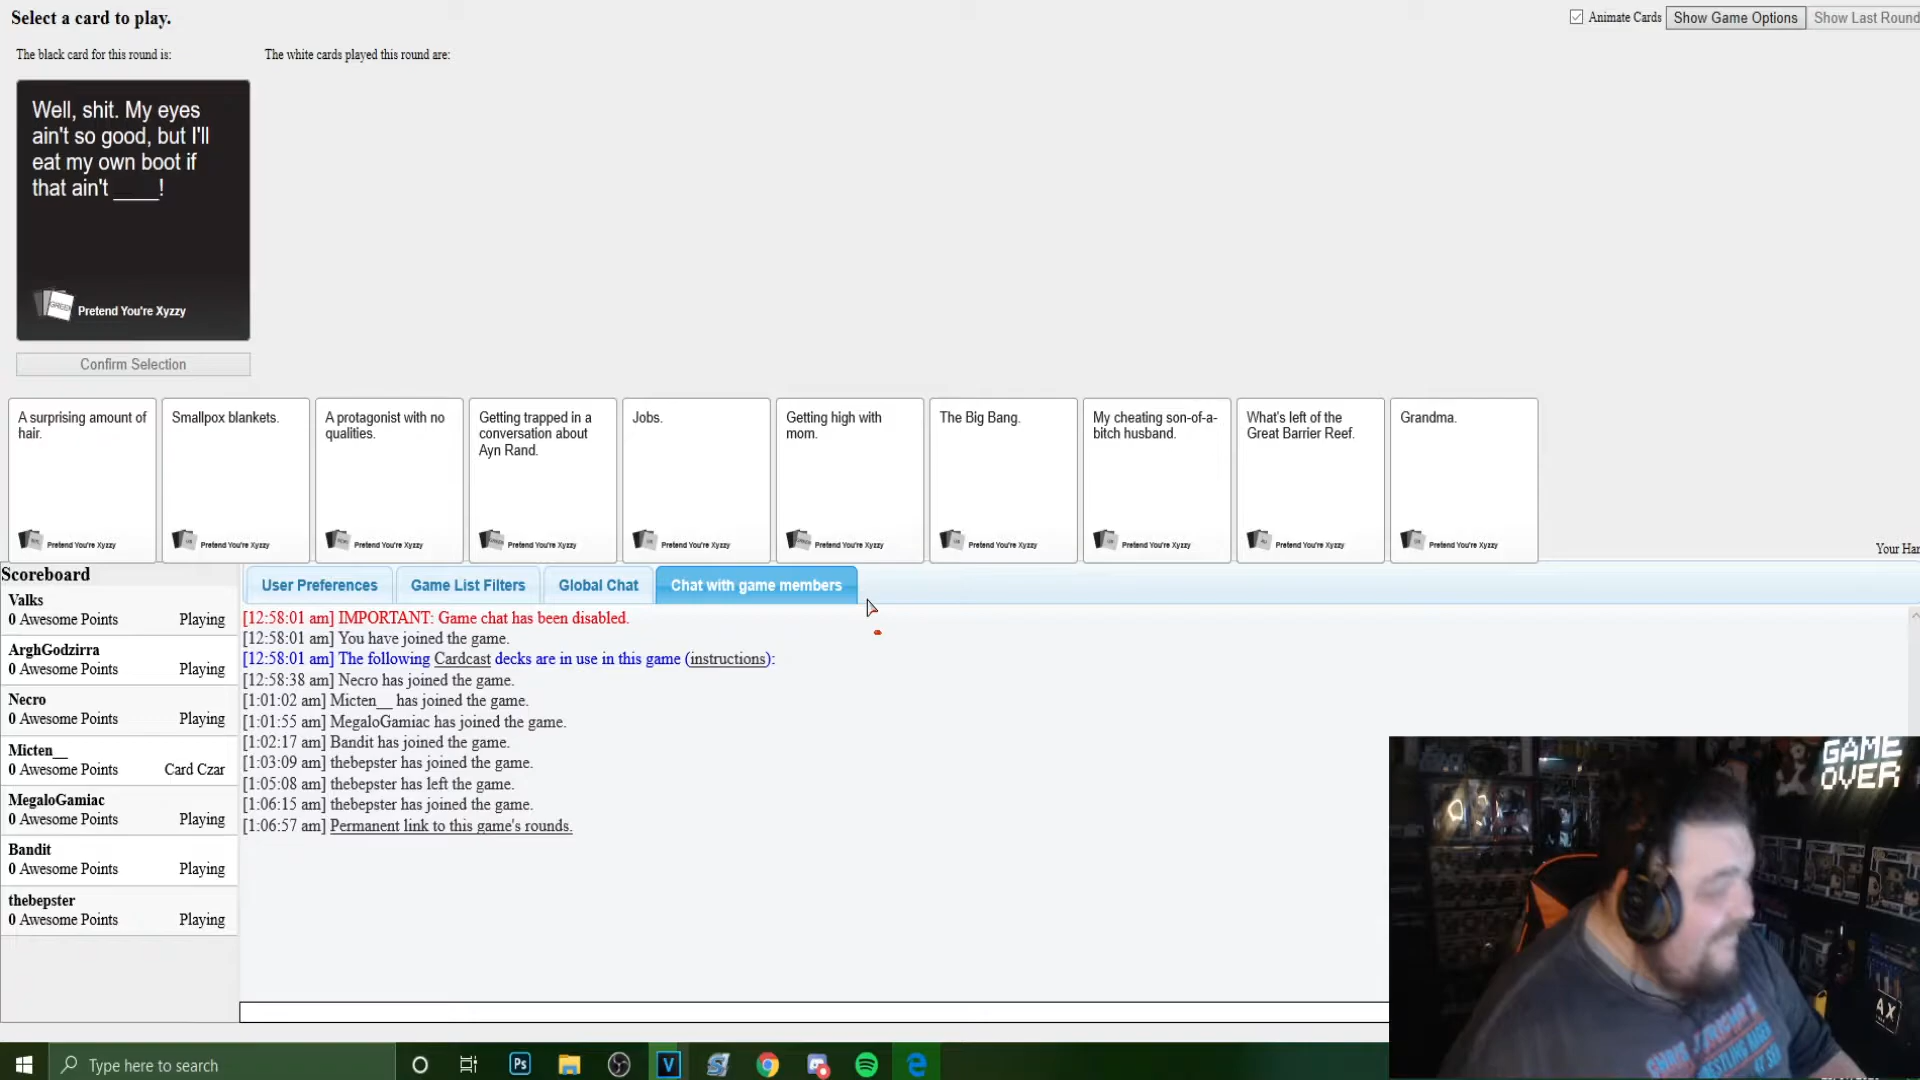 Select a card to play.
Animate Cards
Show Game Options
Show Last Round
The black card for this round is:
The white cards played this round are:
Well, shit. My eyes
ain't so good, but I'll
eat my own boot if
that ain't ____!
Pretend You're Xyzzy
Confirm Selection
A surprising amount of
hair.
Pretend You're Xyzzy
Smallpox blankets.
Pretend You're Xyzzy
A protagonist with no
qualities.
Pretend You're Xyzzy
Getting trapped in a
conversation about
Ayn Rand.
Pretend You're Xyzzy
Jobs.
Pretend You're Xyzzy
Getting high with
mom.
Pretend You're Xyzzy
The Big Bang.
Pretend You're Xyzzy
My cheating son-of-a-
bitch husband.
Pretend You're Xyzzy
What's left of the
Great Barrier Reef.
Pretend You're Xyzzy
Grandma.
Pretend You're Xyzzy
Your Han
Scoreboard
Valks
0 Awesome Points Playing
ArghGodzirra
0 Awesome Points Playing
Necro
0 Awesome Points Playing
Micten__
0 Awesome Points Card Czar
MegaloGamiac
0 Awesome Points Playing
Bandit
0 Awesome Points Playing
thebepster
0 Awesome Points Playing
User Preferences
Game List Filters
Global Chat
Chat with game members
[12:58:01 am] IMPORTANT: Game chat has been disabled.
[12:58:01 am] You have joined the game.
[12:58:01 am] The following Cardcast decks are in use in this game (instructions):
[12:58:38 am] Necro has joined the game.
[1:01:02 am] Micten__ has joined the game.
[1:01:55 am] MegaloGamiac has joined the game.
[1:02:17 am] Bandit has joined the game.
[1:03:09 am] thebepster has joined the game.
[1:05:08 am] thebepster has left the game.
[1:06:15 am] thebepster has joined the game.
[1:06:57 am] Permanent link to this game's rounds.
GAME
OVER
Type here to search
Ps
V